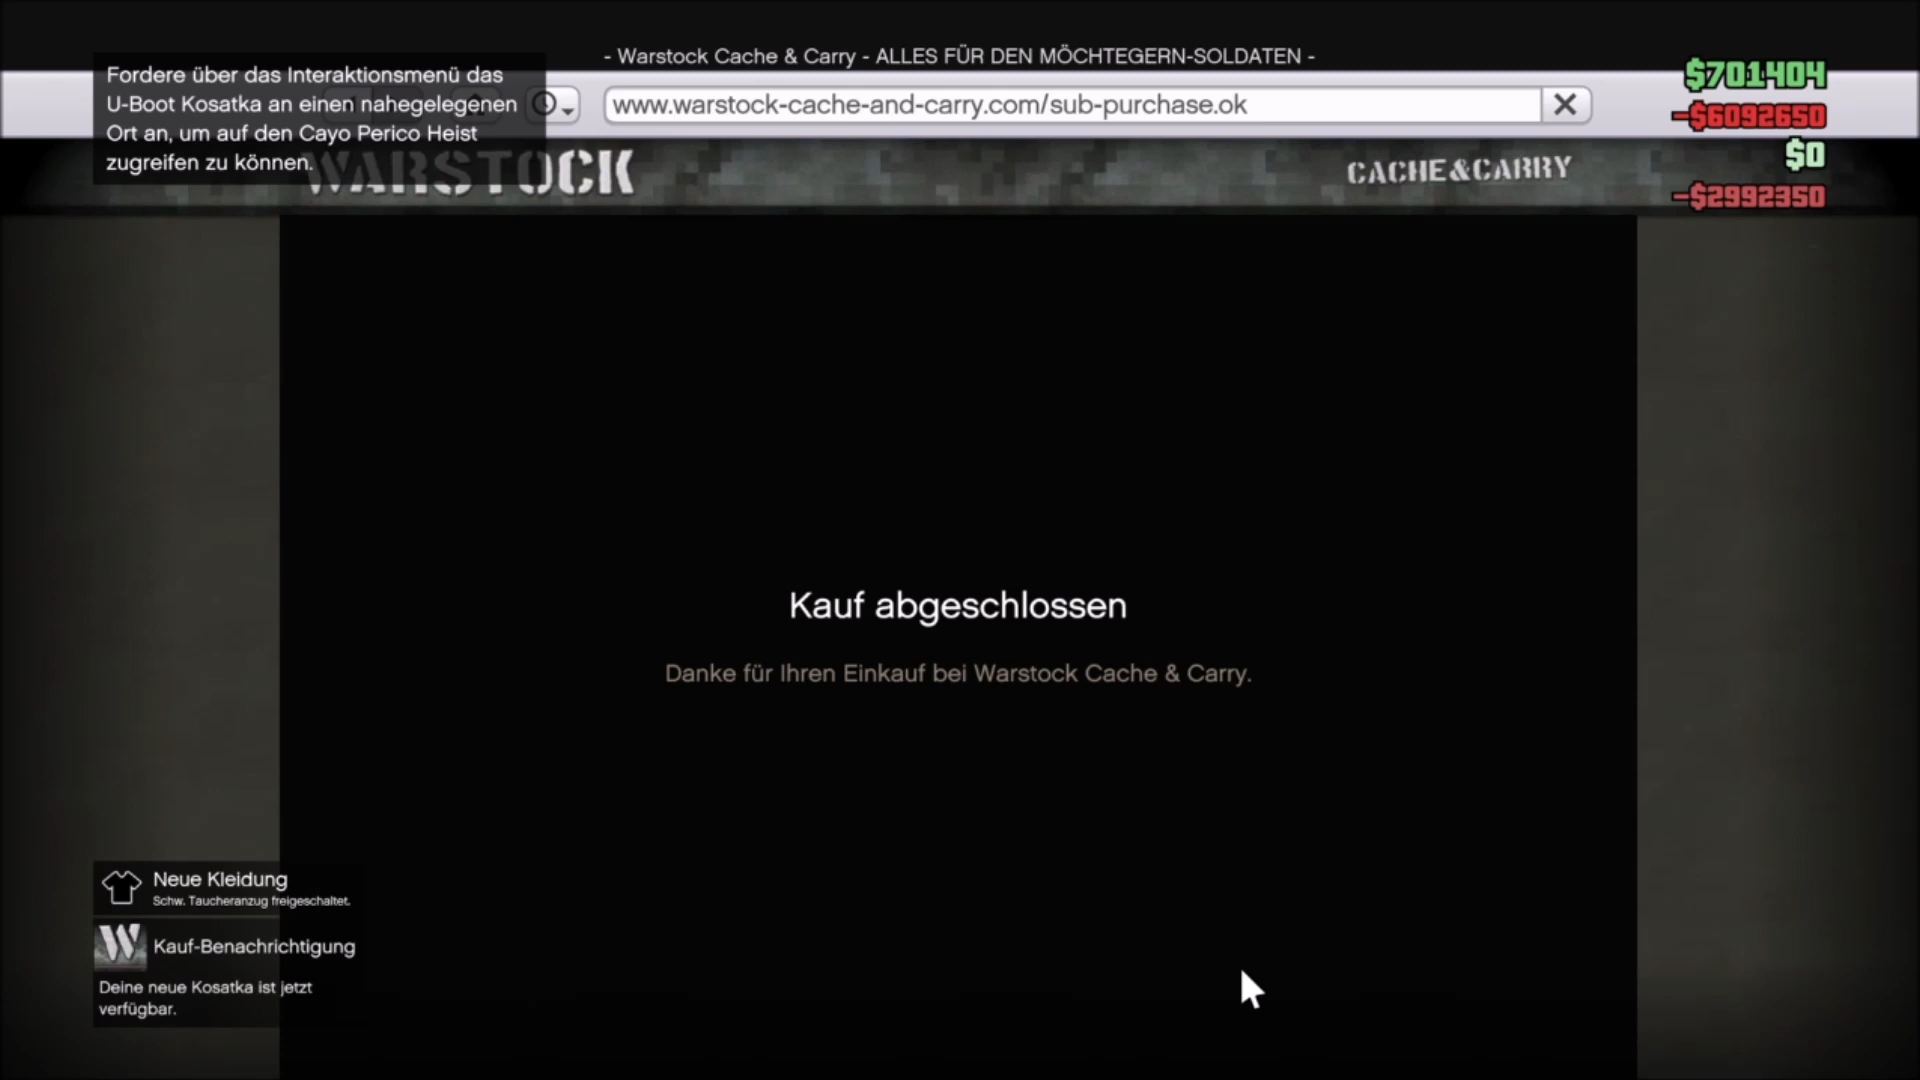 - Warstock Cache & Carry - ALLES FÜR DEN MÖCHTEGERN-SOLDATEN -
Fordere über das Interaktionsmenü das
U-Boot Kosatka an einen nahegelegenen
Ort an, um auf den Cayo Perico Heist
zugreifen zu können.
www.warstock-cache-and-carry.com/sub-purchase.ok
$701404
-$6092650
$0
-$2992350
WARSTOCK
CACHE&CARRY
Kauf abgeschlossen
Danke für Ihren Einkauf bei Warstock Cache & Carry.
Neue Kleidung
Schw. Taucheranzug freigeschaltet.
W
Kauf-Benachrichtigung
Deine neue Kosatka ist jetzt
verfügbar.